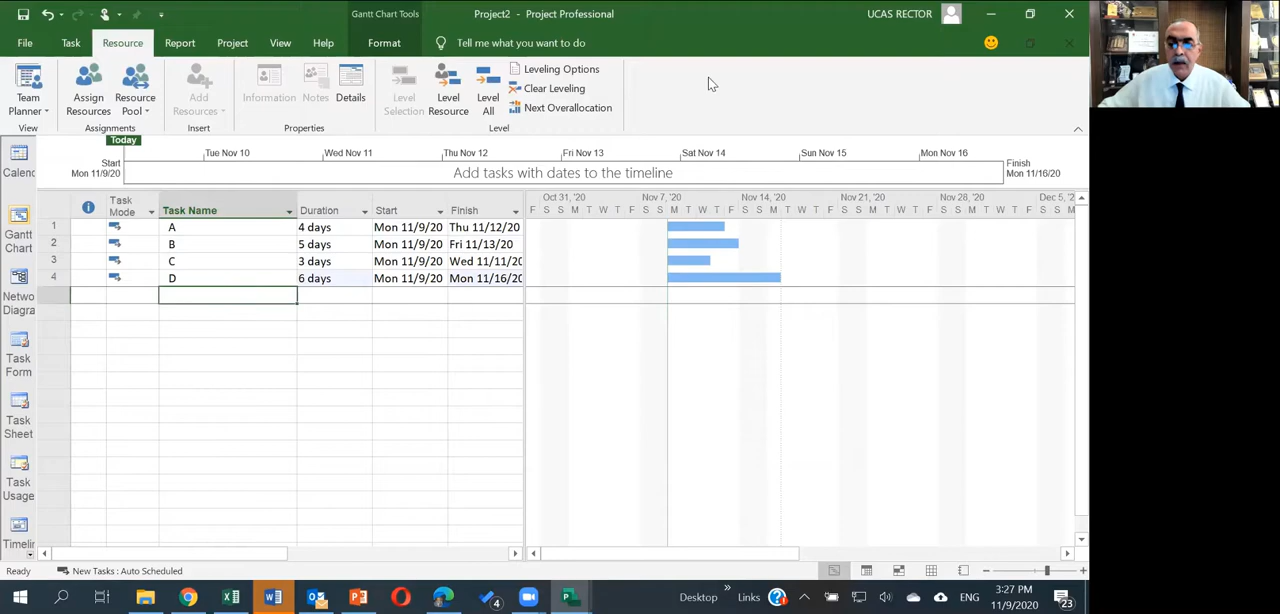 Gantt Chart Tools
Project2 - Project Professional
UCAS RECTOR
File Task Resource Report Project View Help Format Tell me what you want to do
Team Planner
Assign Resources
Resource Pool
Add Resources
Information
Notes
Details
Level Selection
Level Resource
Level All
Leveling Options
Clear Leveling
Next Overallocation
View Assignments Insert Properties Level
Today
Tue Nov 10 Wed Nov 11 Thu Nov 12 Fri Nov 13 Sat Nov 14 Sun Nov 15 Mon Nov 16
Start
Mon 11/9/20
Add tasks with dates to the timeline
Finish
Mon 11/16/20
Calend
Gantt Chart
Netwo Diagra
Task Form
Task Sheet
Task Usage
Timelin
Task Mode Task Name Duration Start Finish
Oct 31, '20 Nov 7, '20 Nov 14, '20 Nov 21, '20 Nov 28, '20 Dec 5, '
F S S M T W T F S S M T W T F S S M T W T F S S M T W T F S S M T W T F S S M
1 A 4 days Mon 11/9/20 Thu 11/12/20
2 B 5 days Mon 11/9/20 Fri 11/13/20
3 C 3 days Mon 11/9/20 Wed 11/11/20
4 D 6 days Mon 11/9/20 Mon 11/16/20
Ready New Tasks : Auto Scheduled
4
Desktop » Links ENG
3:27 PM
11/9/2020
23